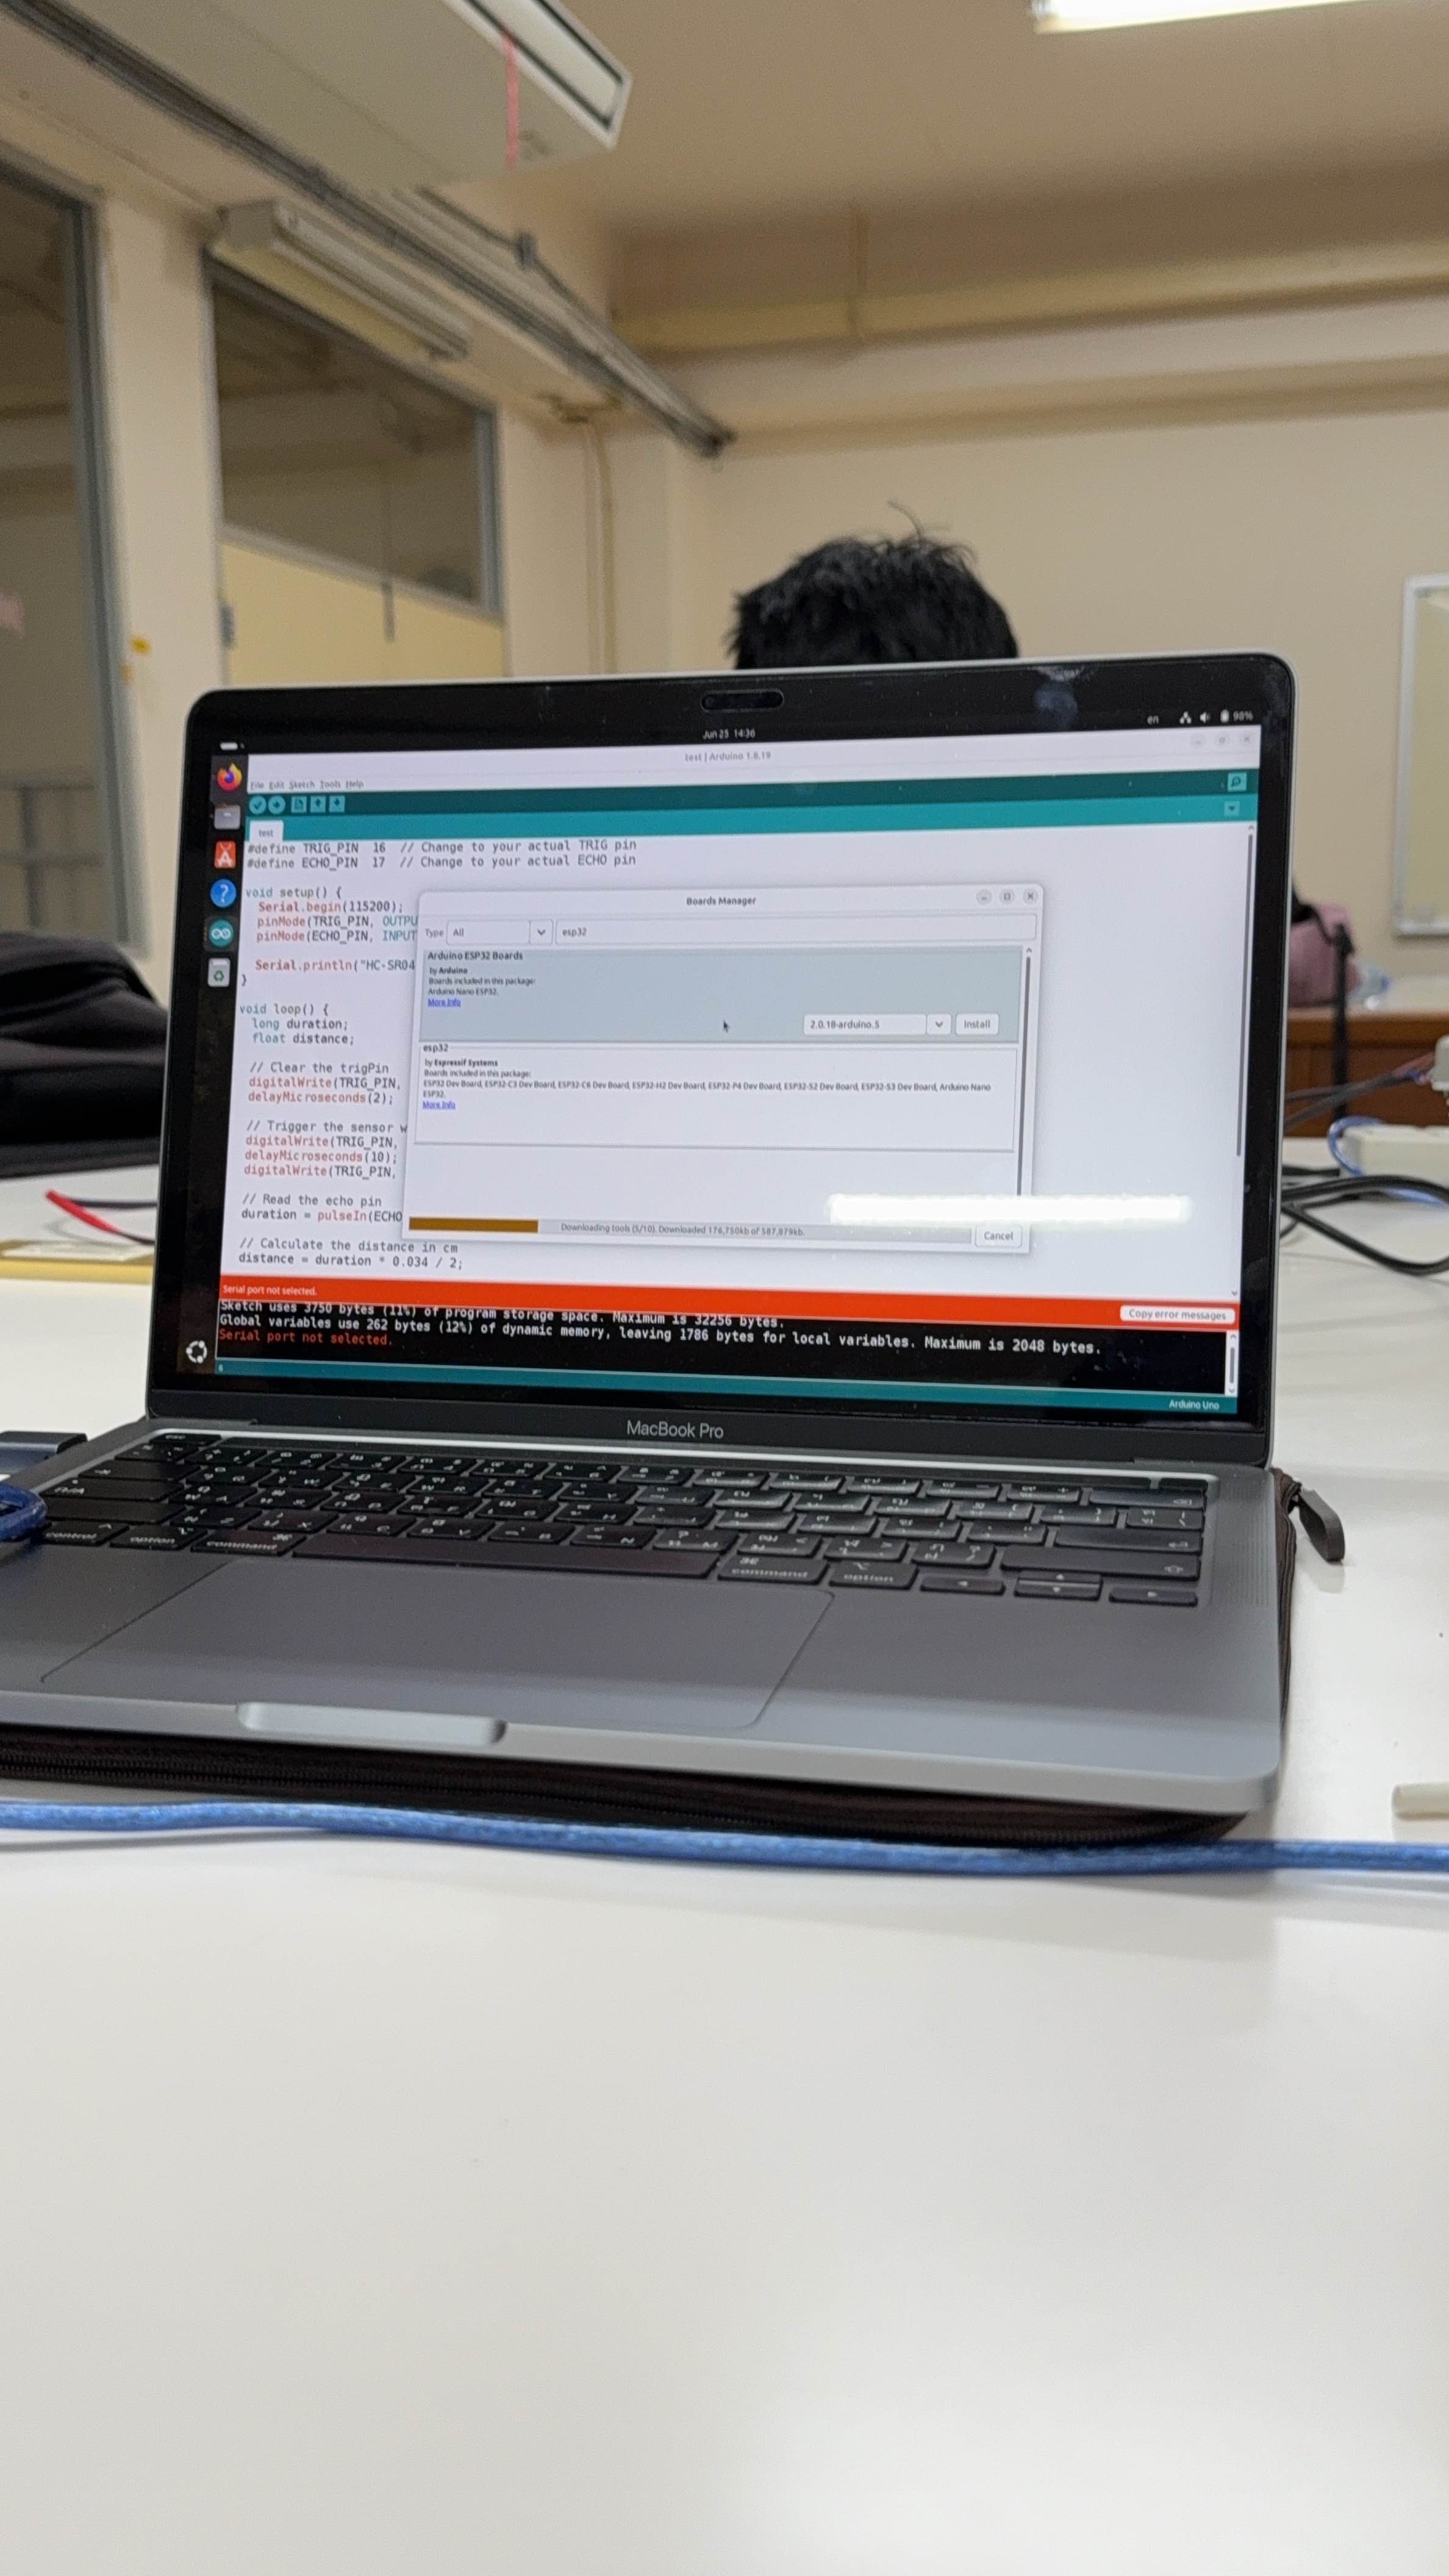 en
98%
Jun 25 14:36
test | Arduino 1.8.19
File Edit Sketch Tools Help
test
#define TRIG_PIN 16 // Change to your actual TRIG pin
#define ECHO_PIN 17 // Change to your actual ECHO pin
void setup() {
Serial.begin(115200);
pinMode(TRIG_PIN, OUTPU
pinMode(ECHO_PIN, INPUT
Serial.println("HC-SR04
}
void loop() {
long duration;
float distance;
// Clear the trigPin
digitalWrite(TRIG_PIN,
delayMicroseconds(2);
// Trigger the sensor w
digitalWrite(TRIG_PIN,
delayMicroseconds(10);
digitalWrite(TRIG_PIN,
// Read the echo pin
duration = pulseIn(ECHO
// Calculate the distance in cm
distance = duration * 0.034 / 2;
Boards Manager
Type All
esp32
Arduino ESP32 Boards
by Arduino
Boards included in this package:
Arduino Nano ESP32.
More Info
2.0.18-arduino.5
Install
esp32
by Espressif Systems
Boards included in this package:
ESP32 Dev Board, ESP32-C3 Dev Board, ESP32-C6 Dev Board, ESP32-H2 Dev Board, ESP32-P4 Dev Board, ESP32-S2 Dev Board, ESP32-S3 Dev Board, Arduino Nano
ESP32.
More Info
Downloading tools (5/10). Downloaded 176,750kb of 587,879kb.
Cancel
Serial port not selected.
Copy error messages
Sketch uses 3750 bytes (11%) of program storage space. Maximum is 32256 bytes.
Global variables use 262 bytes (12%) of dynamic memory, leaving 1786 bytes for local variables. Maximum is 2048 bytes.
Serial port not selected.
6
Arduino Uno
MacBook Pro
esc
control
option
command
command
option